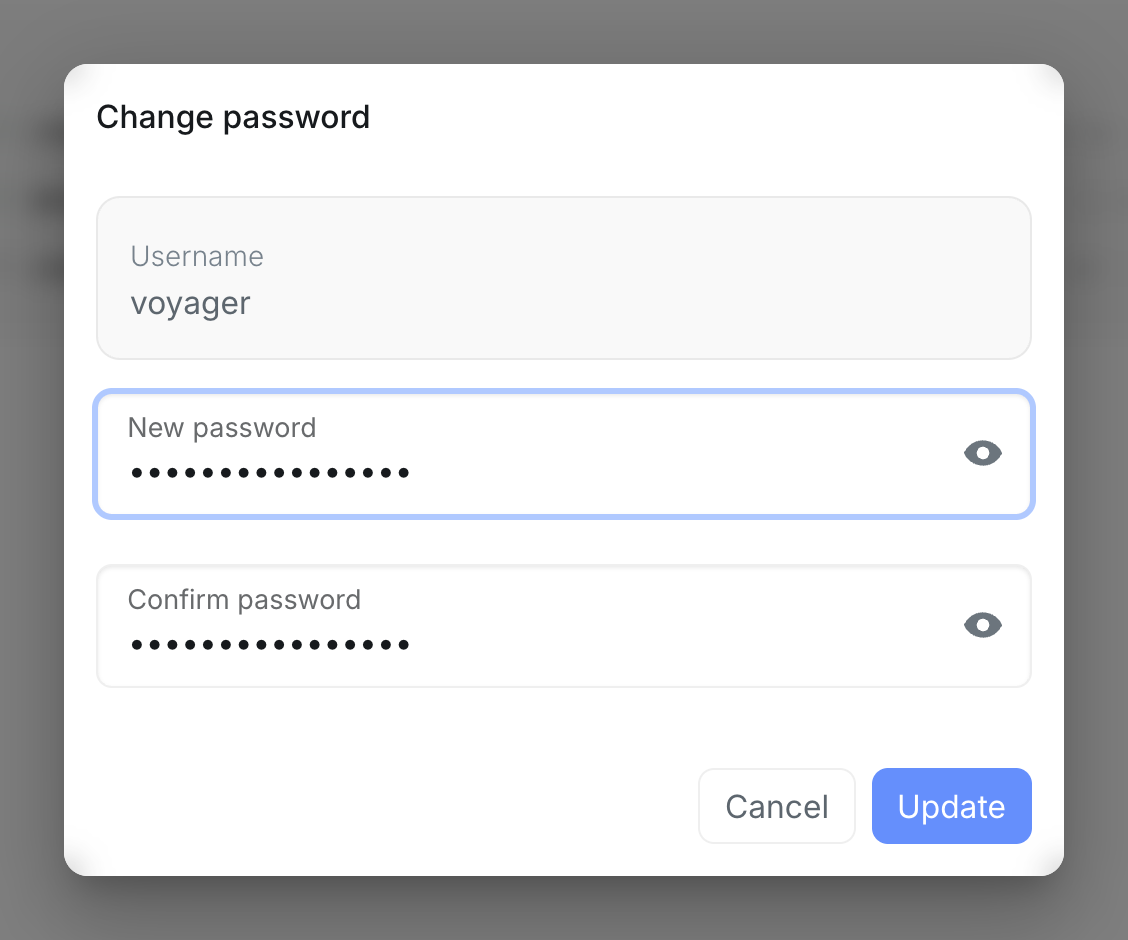 Change password
Username
voyager
New password
••••••••••••••••
Confirm password
••••••••••••••••
Cancel
Update